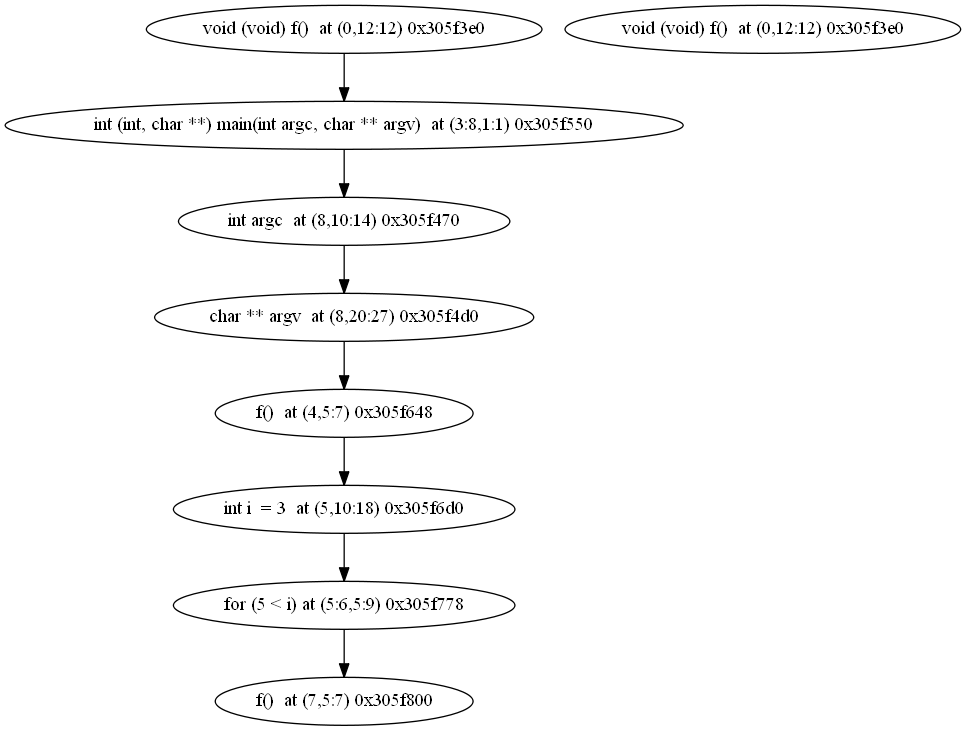 void (void) f()  at (0,12:12) 0x305f3e0
void (void) f()  at (0,12:12) 0x305f3e0
int (int, char **) main(int argc, char ** argv)  at (3:8,1:1) 0x305f550
int argc  at (8,10:14) 0x305f470
char ** argv  at (8,20:27) 0x305f4d0
f()  at (4,5:7) 0x305f648
int i  = 3  at (5,10:18) 0x305f6d0
for (5 < i) at (5:6,5:9) 0x305f778
f()  at (7,5:7) 0x305f800